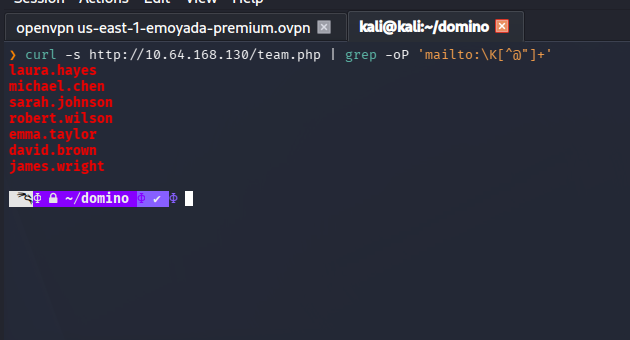 Session Actions Edit View Help
openvpn us-east-1-emoyada-premium.ovpn
kali@kali:~/domino
❯ curl -s http://10.64.168.130/team.php | grep -oP 'mailto:\K[^@"]+'
laura.hayes
michael.chen
sarah.johnson
robert.wilson
emma.taylor
david.brown
james.wright
~/domino